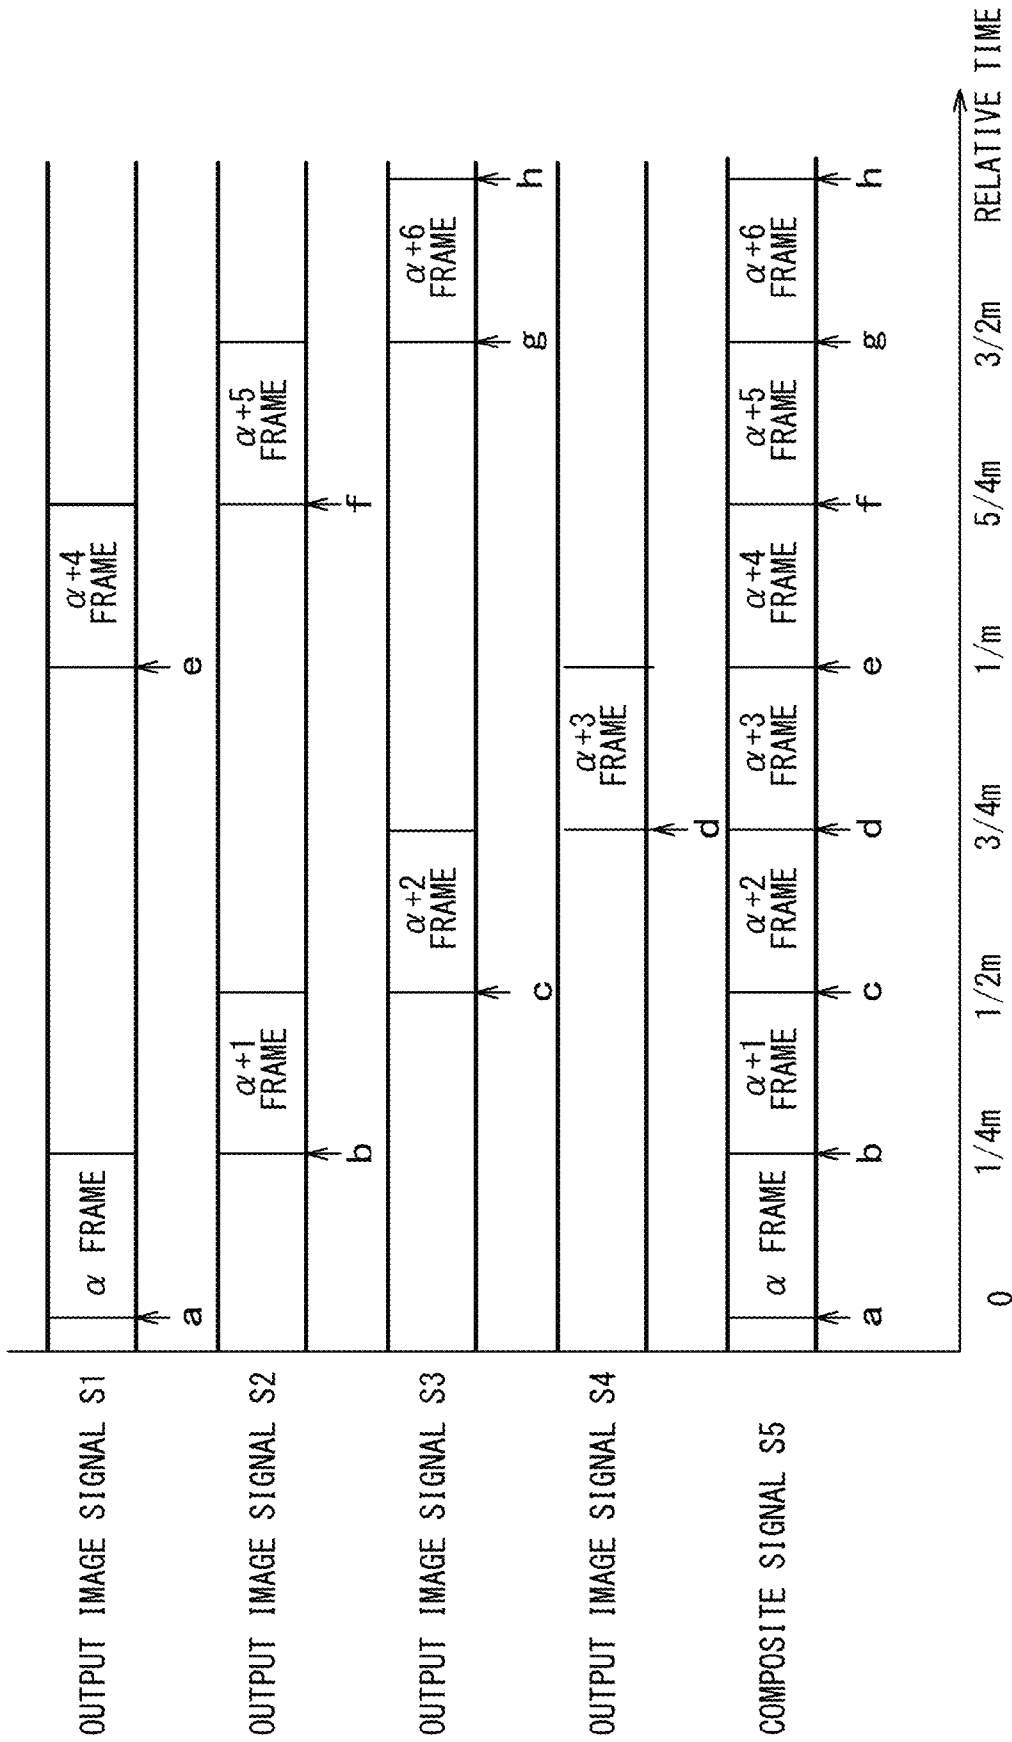 OUTPUT IMAGE SIGNAL S1
α FRAME
α+4
FRAME
a
e
OUTPUT IMAGE SIGNAL S2
α+1
FRAME
α+5
FRAME
b
f
OUTPUT IMAGE SIGNAL S3
α+2
FRAME
α+6
FRAME
c
g
h
OUTPUT IMAGE SIGNAL S4
α+3
FRAME
d
COMPOSITE SIGNAL S5
α FRAME
α+1
FRAME
α+2
FRAME
α+3
FRAME
α+4
FRAME
α+5
FRAME
α+6
FRAME
a
b
c
d
e
f
g
h
0
1/4m
1/2m
3/4m
1/m
5/4m
3/2m
RELATIVE TIME